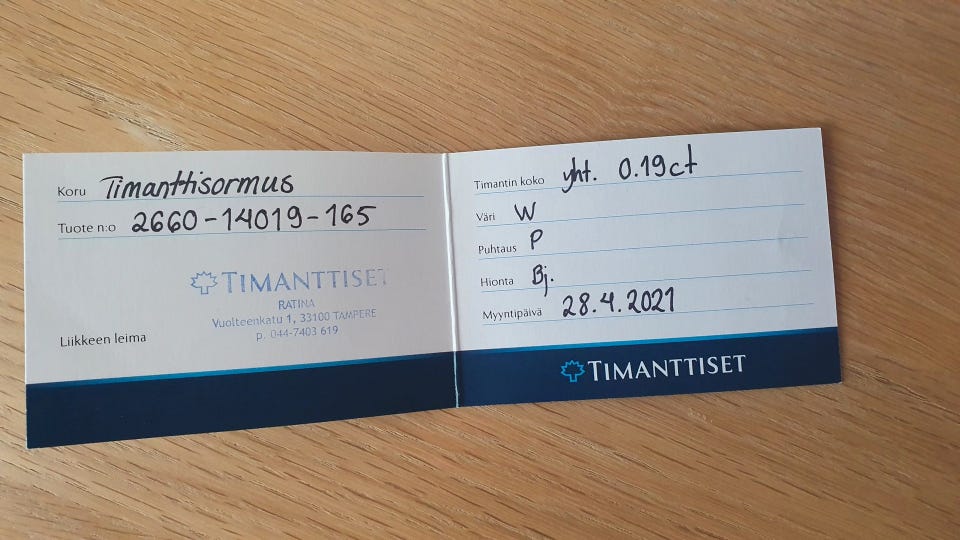 Koru Timanttisormus
Tuote n:o 2660-14019-165
TIMANTTISET
RATINA
Vuolteenkatu 1, 33100 TAMPERE
p. 044-7403 619
Liikkeen leima
Timantin koko yht. 0.19ct
Väri W
Puhtaus P
Hionta Bj.
Myyntipäivä 28.4.2021
TIMANTTISET